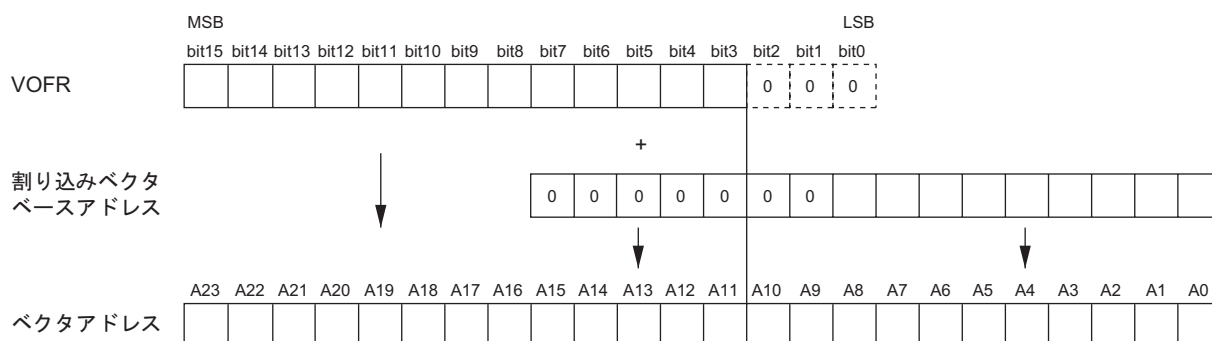 MSB LSB
bit15 bit14 bit13 bit12 bit11 bit10 bit9 bit8 bit7 bit6 bit5 bit4 bit3 bit2 bit1 bit0
VOFR 0 0 0
+
割り込みベクタ
ベースアドレス
0 0 0 0 0 0 0
A23 A22 A21 A20 A19 A18 A17 A16 A15 A14 A13 A12 A11 A10 A9 A8 A7 A6 A5 A4 A3 A2 A1 A0
ベクタアドレス